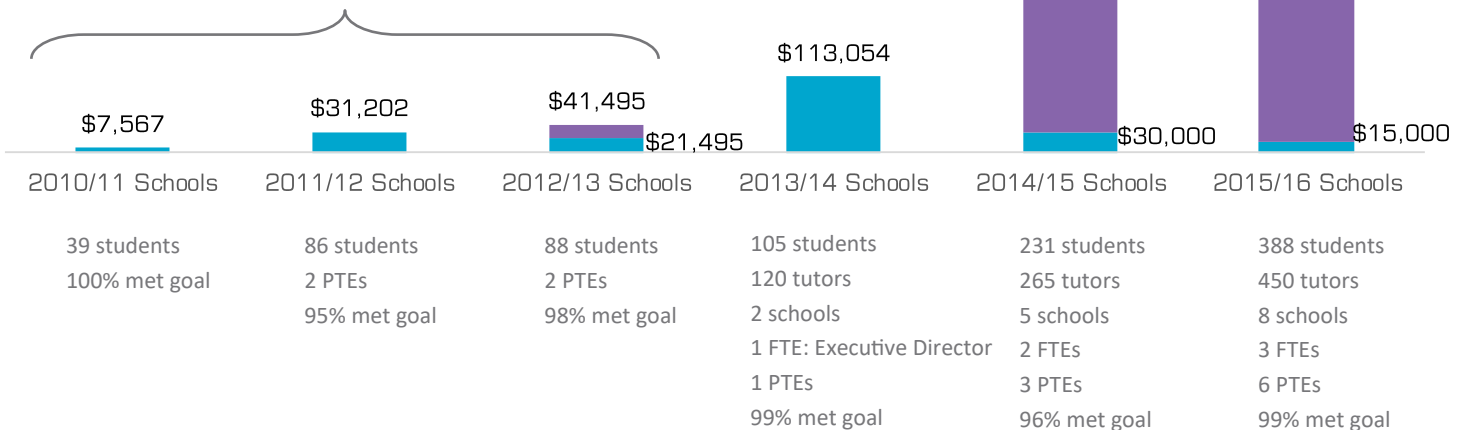 $113,054
$41,495
$31,202
$7,567
$21,495
$30,000
$15,000
2010/11 Schools
2011/12 Schools
2012/13 Schools
2013/14 Schools
2014/15 Schools
2015/16 Schools
39 students
100% met goal
86 students
2 PTEs
95% met goal
88 students
2 PTEs
98% met goal
105 students
120 tutors
2 schools
1 FTE: Executive Director
1 PTEs
99% met goal
231 students
265 tutors
5 schools
2 FTEs
3 PTEs
96% met goal
388 students
450 tutors
8 schools
3 FTEs
6 PTEs
99% met goal